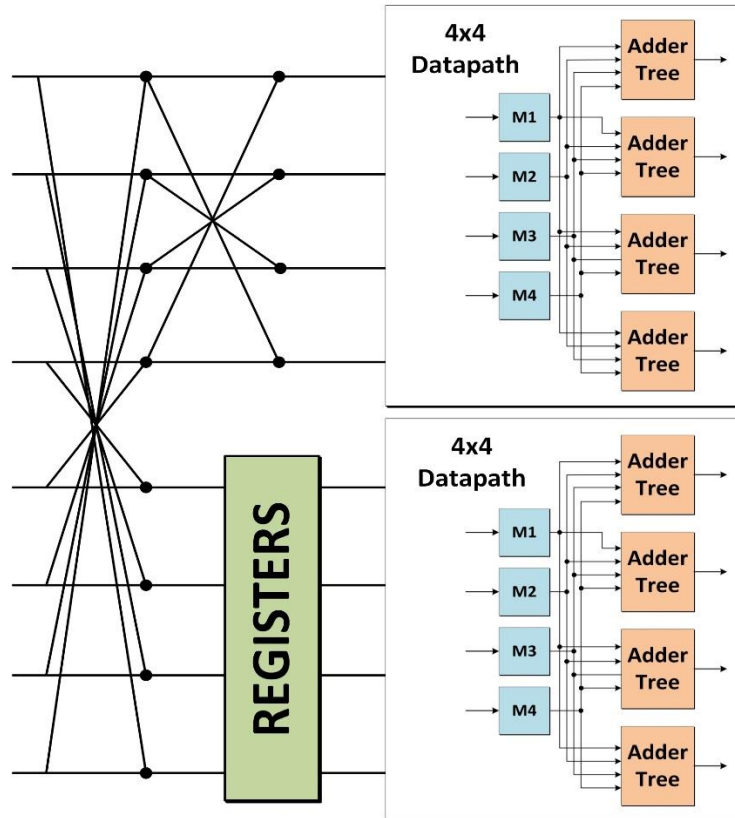 4x4
Datapath
M1
M2
M3
M4
Adder
Tree
Adder
Tree
Adder
Tree
Adder
Tree
REGISTERS
4x4
Datapath
M1
M2
M3
M4
Adder
Tree
Adder
Tree
Adder
Tree
Adder
Tree